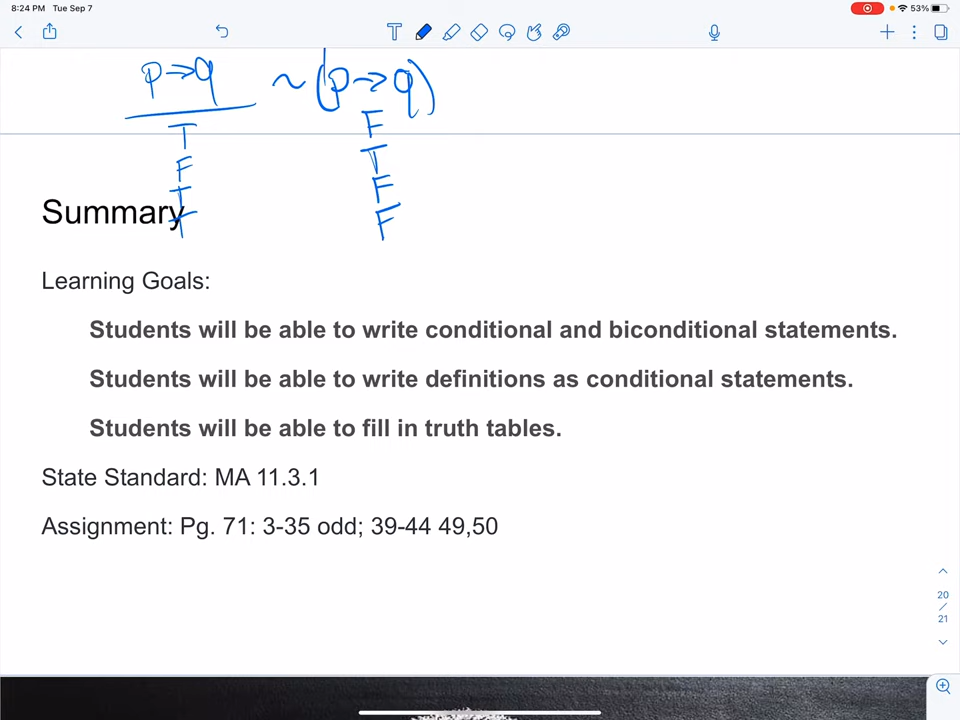 8:24 PM Tue Sep 7 53%
p→q ~(p→q)
T F
F T
T F
T F
Summary
Learning Goals:
Students will be able to write conditional and biconditional statements.
Students will be able to write definitions as conditional statements.
Students will be able to fill in truth tables.
State Standard: MA 11.3.1
Assignment: Pg. 71: 3-35 odd; 39-44 49,50
20
/
21